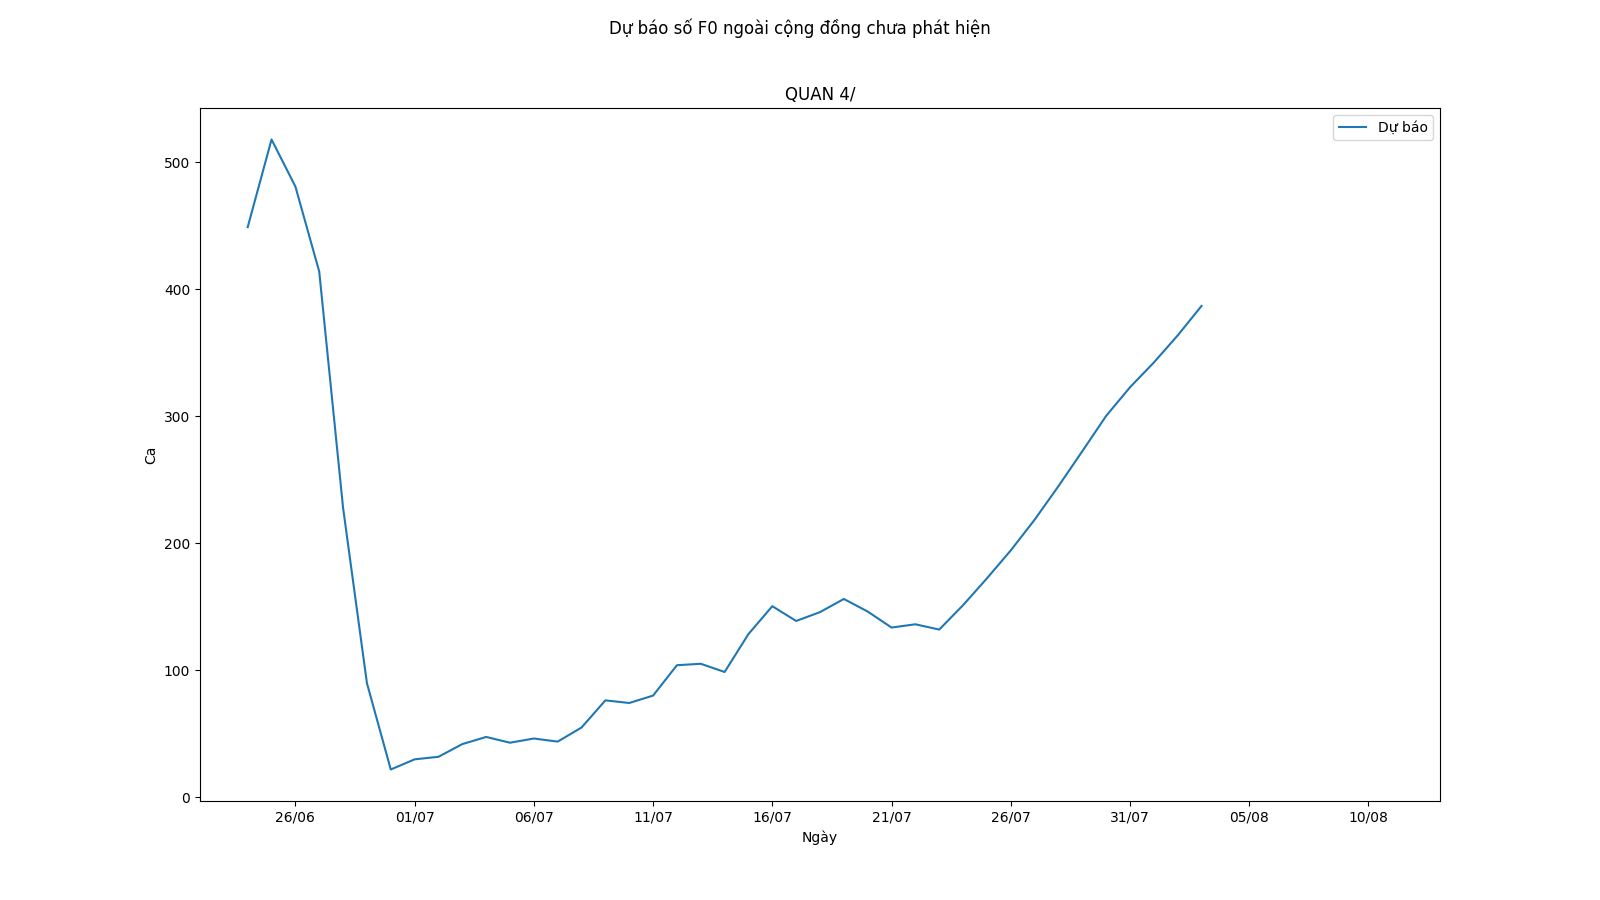 Dự báo số F0 ngoài cộng đồng chưa phát hiện
QUAN 4/
Dự báo
500
400
300
200
100
0
Ca
26/06 01/07 06/07 11/07 16/07 21/07 26/07 31/07 05/08 10/08
Ngày